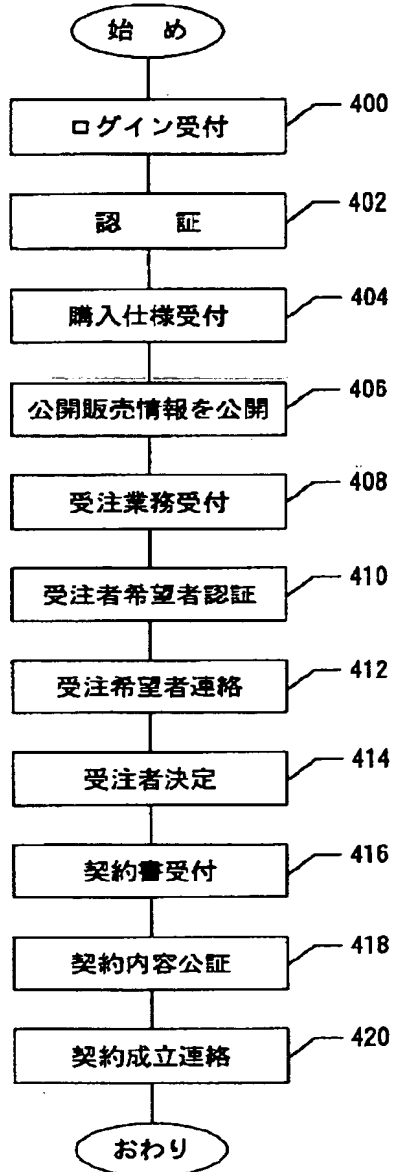 始 め
ログイン受付
400
認 証
402
購入仕様受付
404
公開販売情報を公開
406
受注業務受付
408
受注者希望者認証
410
受注希望者連絡
412
受注者決定
414
契約書受付
416
契約内容公証
418
契約成立連絡
420
おわり